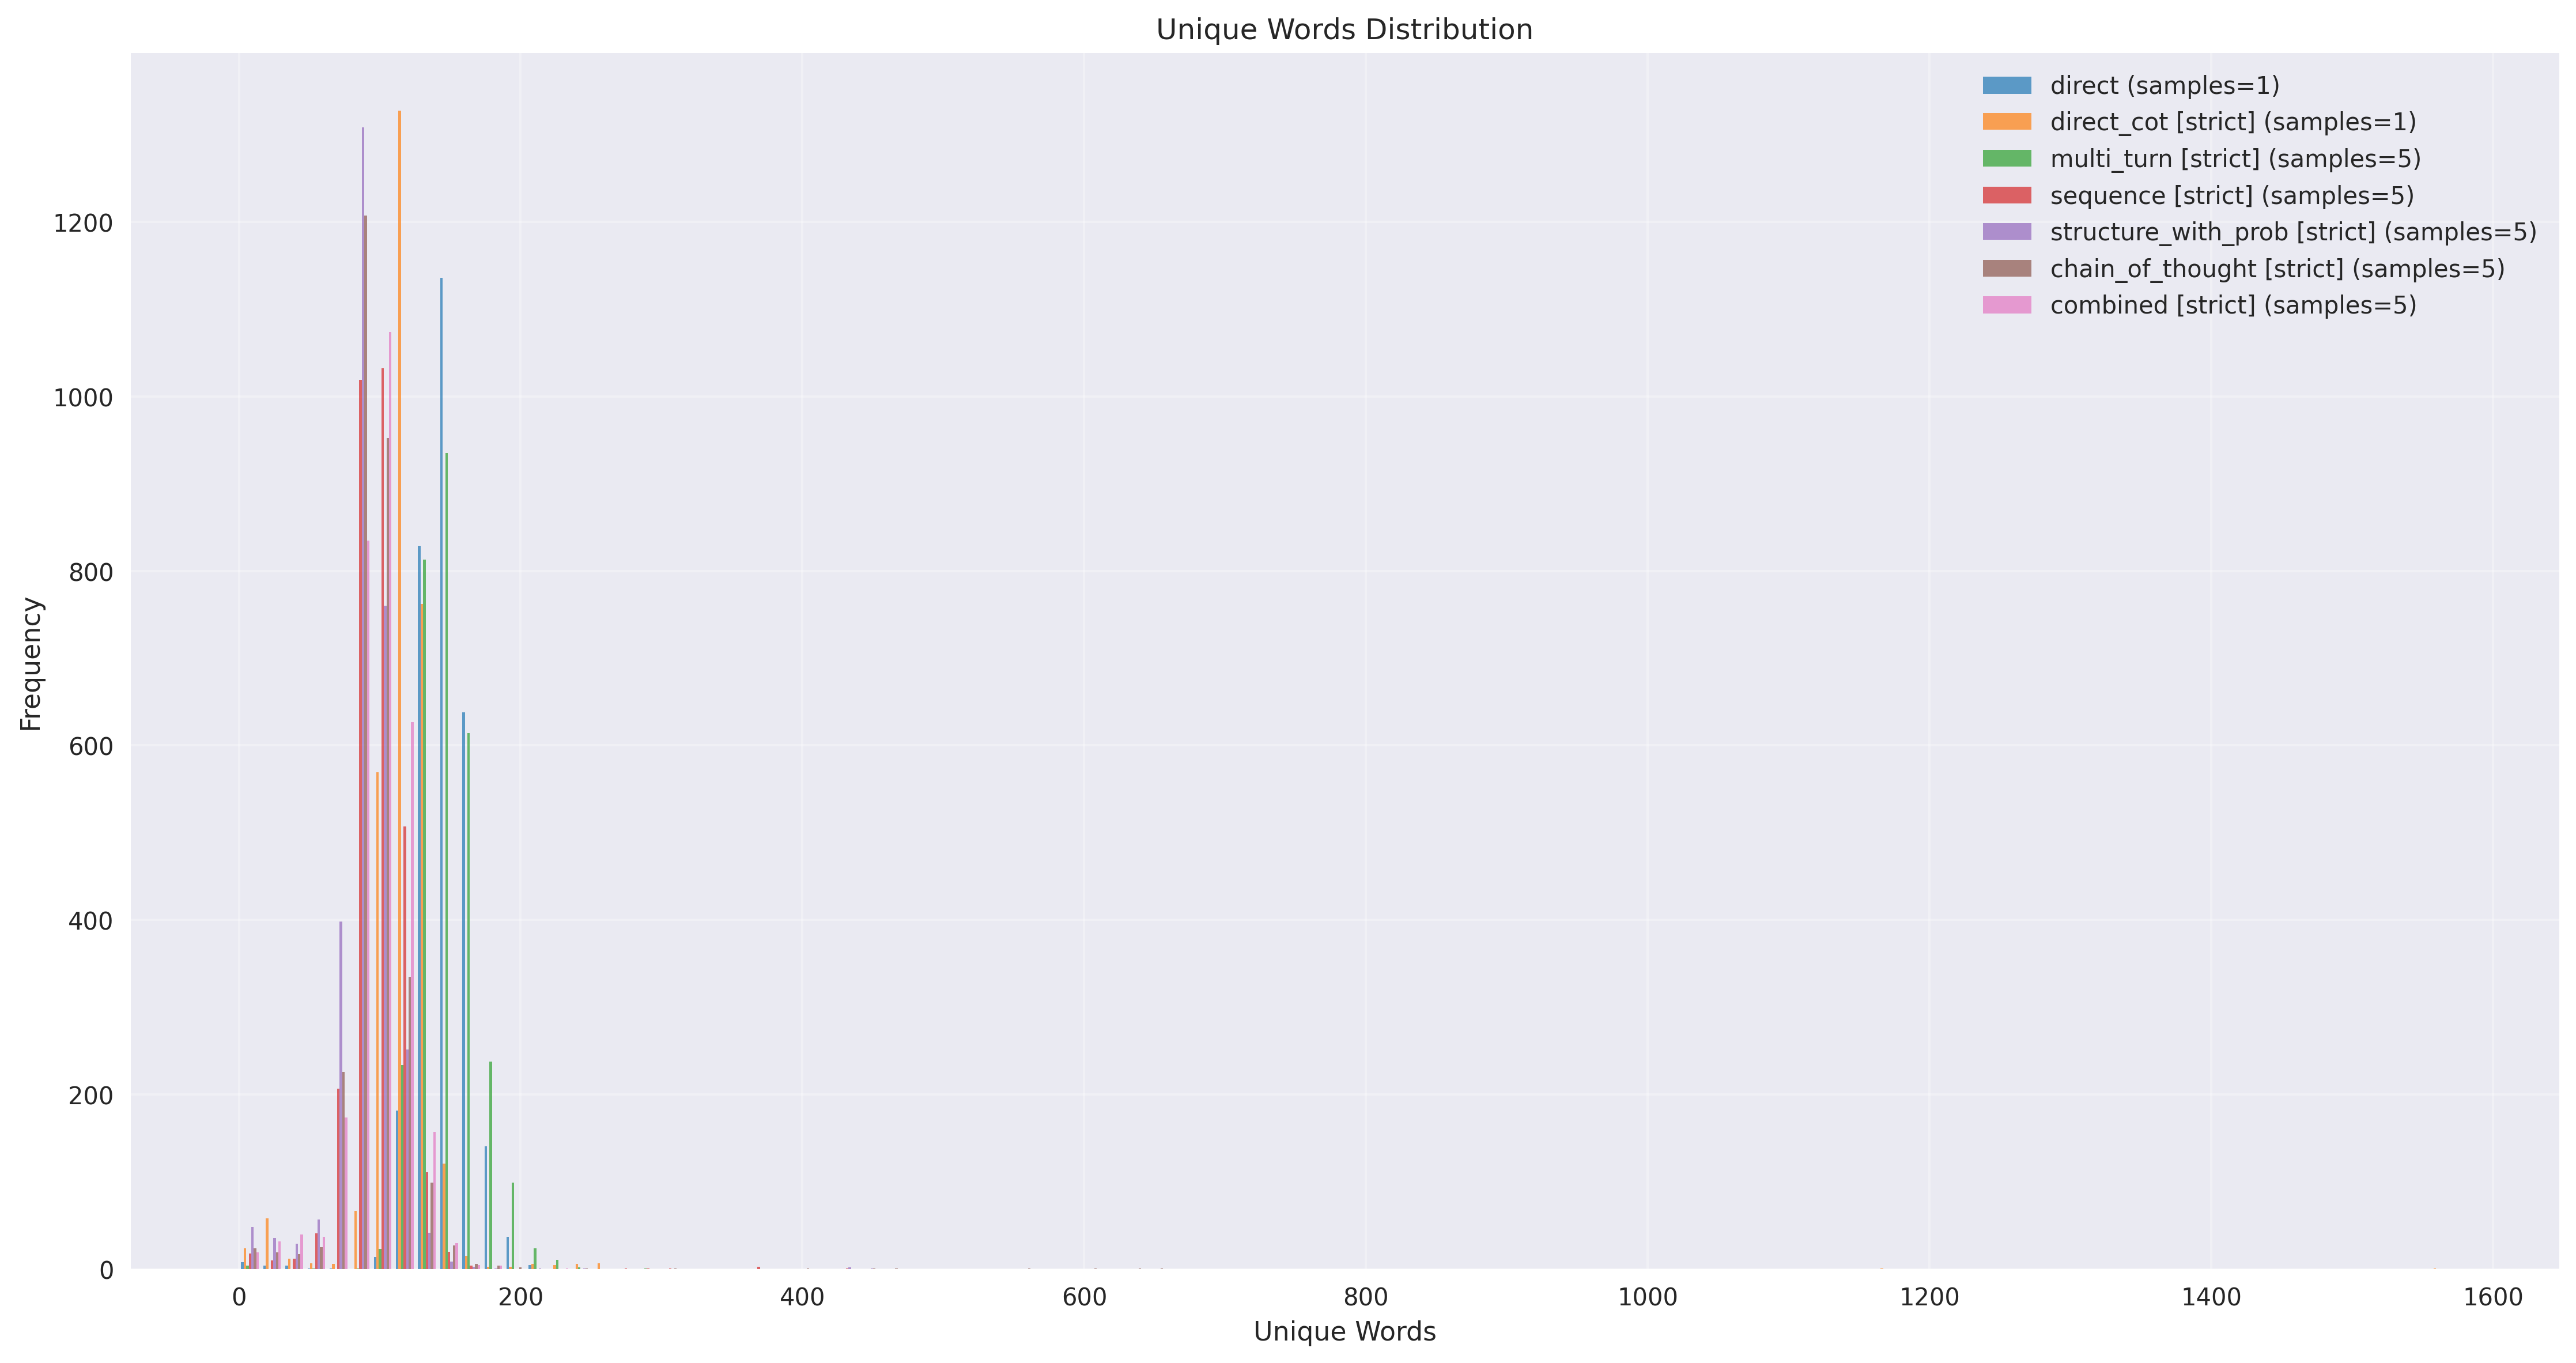 Unique Words Distribution
direct (samples=1)
direct_cot [strict] (samples=1)
multi_turn [strict] (samples=5)
sequence [strict] (samples=5)
structure_with_prob [strict] (samples=5)
chain_of_thought [strict] (samples=5)
combined [strict] (samples=5)
Frequency
1200
1000
800
600
400
200
0
0 200 400 600 800 1000 1200 1400 1600
Unique Words